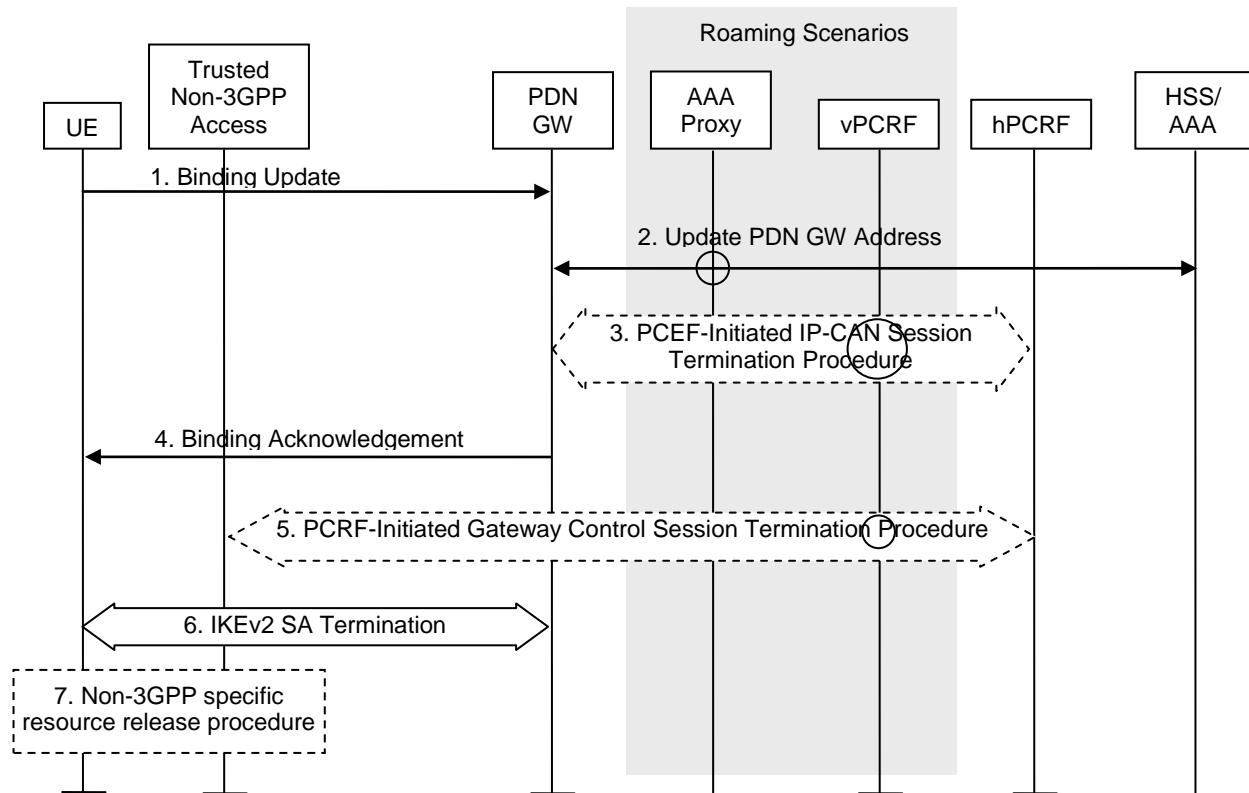 Roaming Scenarios
UE
Trusted
Non-3GPP
Access
PDN
GW
AAA
Proxy
vPCRF
hPCRF
HSS/
AAA
1. Binding Update
2. Update PDN GW Address
3. PCEF-Initiated IP-CAN Session
Termination Procedure
4. Binding Acknowledgement
5. PCRF-Initiated Gateway Control Session Termination Procedure
6. IKEv2 SA Termination
7. Non-3GPP specific
resource release procedure